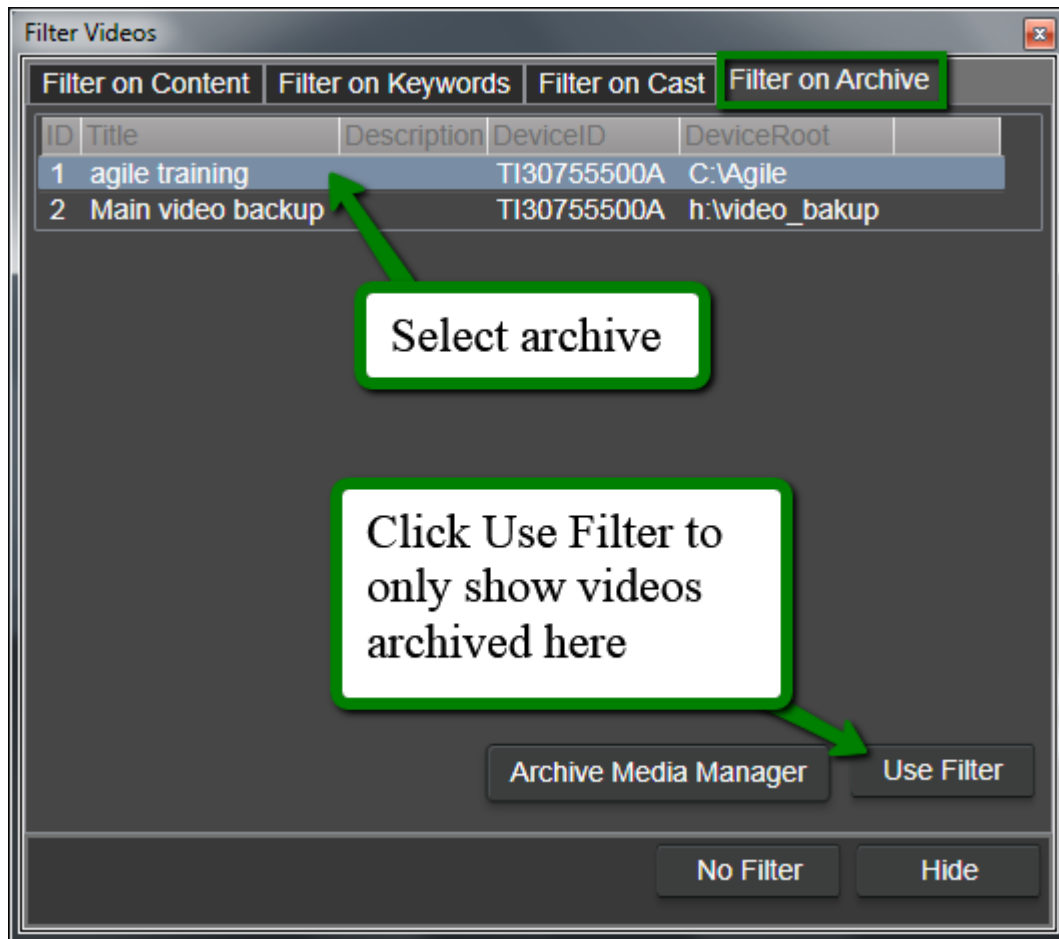 Filter Videos
Filter on Content Filter on Keywords Filter on Cast Filter on Archive
ID Title Description DeviceID DeviceRoot
1 agile training TI30755500A C:\Agile
2 Main video backup TI30755500A h:\video_bakup
Select archive
Click Use Filter to
only show videos
archived here
Archive Media Manager Use Filter
No Filter Hide